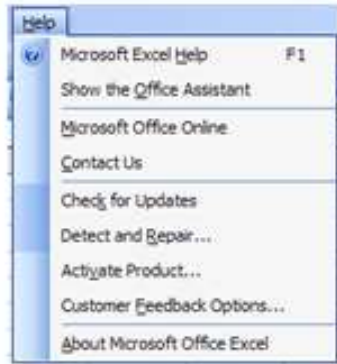 Help
Microsoft Excel Help F1
Show the Office Assistant
Microsoft Office Online
Contact Us
Check for Updates
Detect and Repair...
Activate Product...
Customer Feedback Options...
About Microsoft Office Excel